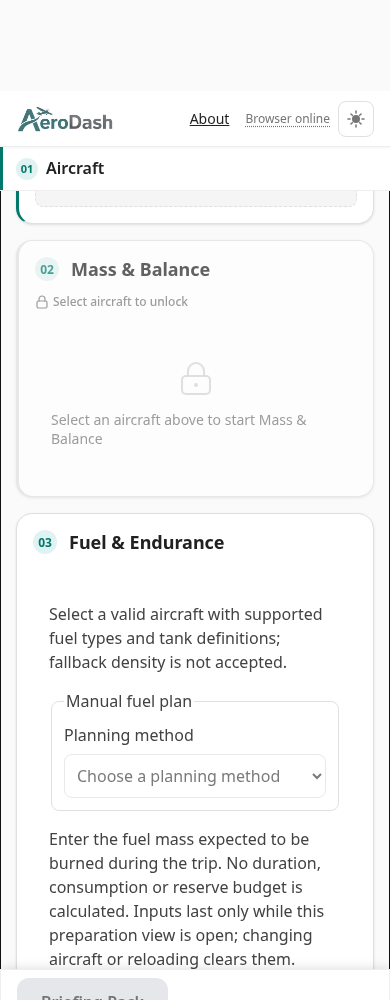 AeroDash
About
Browser online
01
Aircraft
02
Mass & Balance
Select aircraft to unlock
Select an aircraft above to start Mass &
Balance
03
Fuel & Endurance
Select a valid aircraft with supported
fuel types and tank definitions;
fallback density is not accepted.
Manual fuel plan
Planning method
Choose a planning method
Enter the fuel mass expected to be
burned during the trip. No duration,
consumption or reserve budget is
calculated. Inputs last only while this
preparation view is open; changing
aircraft or reloading clears them.
Briefing Pack